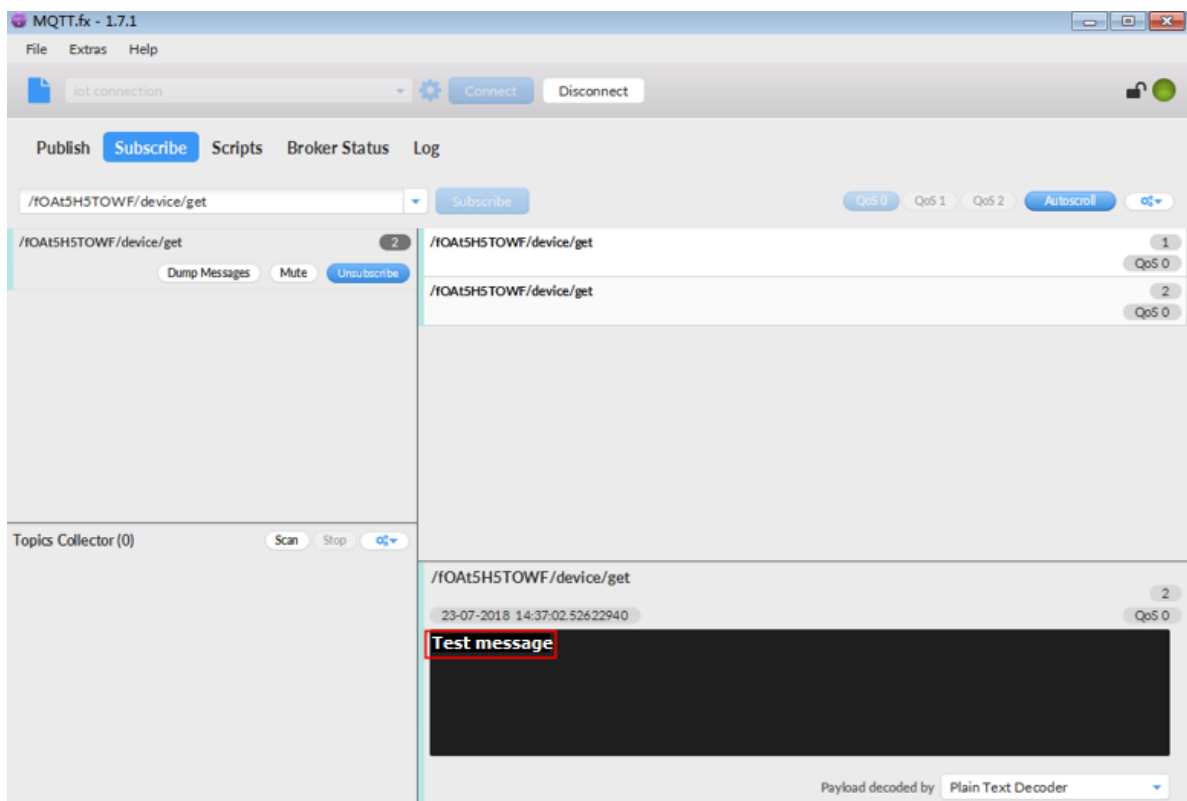 MQTT.fx - 1.7.1
File Extras Help
iot connection Connect Disconnect
Publish Subscribe Scripts Broker Status Log
/fOAt5H5TOWF/device/get Subscribe QoS 0 QoS 1 QoS 2 Autoscroll
/fOAt5H5TOWF/device/get 2
Dump Messages Mute Unsubscribe
/fOAt5H5TOWF/device/get 1
QoS 0
/fOAt5H5TOWF/device/get 2
QoS 0
Topics Collector (0) Scan Stop
/fOAt5H5TOWF/device/get
2
23-07-2018 14:37:02.52622940 QoS 0
Test message
Payload decoded by Plain Text Decoder